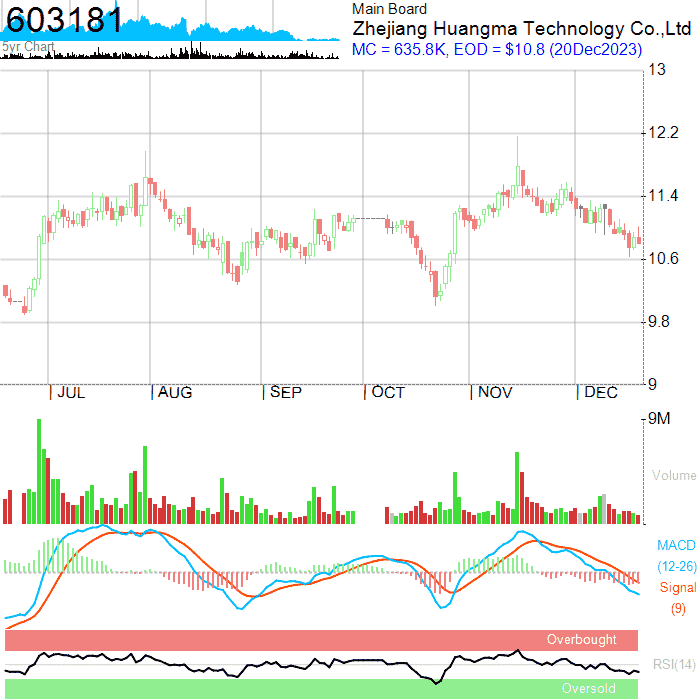 603181
5yr Chart
Main Board
Zhejiang Huangma Technology Co.,Ltd
MC = 635.8K, EOD = $10.8 (20Dec2023)
13
12.2
11.4
10.6
9.8
9
JUL AUG SEP OCT NOV DEC
9M
Volume
MACD
(12-26)
Signal
(9)
Overbought
RSI(14)
Oversold